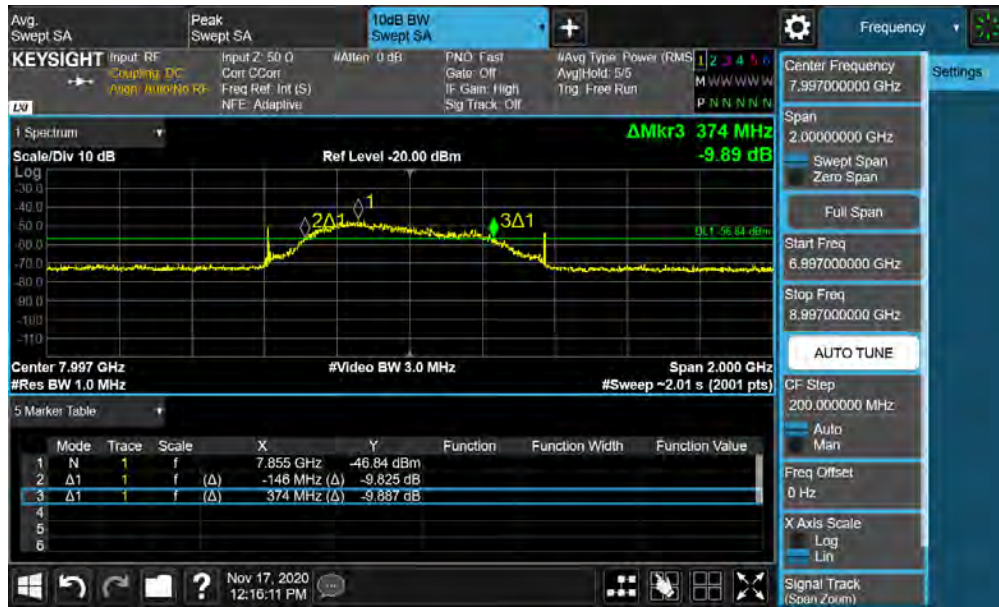 Avg.
Swept SA
Peak
Swept SA
10dB BW
Swept SA
Frequency
KEYSIGHT
Input: RF
Coupling: DC
Align: Auto/No RF
Input Z: 50 Ω
Corr CCorr
Freq Ref: Int (S)
NFE: Adaptive
#Atten: 0 dB
PNO: Fast
Gate: Off
IF Gain: High
Sig Track: Off
#Avg Type: Power (RMS
Avg|Hold: 5/5
Trig: Free Run
1 2 3 4 5 6
M W W W W W
P N N N N N
LXI
1 Spectrum
Scale/Div 10 dB
Ref Level -20.00 dBm
ΔMkr3 374 MHz
-9.89 dB
Log
-30.0
-40.0
-50.0
-60.0
-70.0
-80.0
-90.0
-100
-110
1
2Δ1
3Δ1
DL1 -56.84 dBm
Center 7.997 GHz
#Video BW 3.0 MHz
Span 2.000 GHz
#Res BW 1.0 MHz
#Sweep ~2.01 s (2001 pts)
5 Marker Table
Mode Trace Scale X Y Function Function Width Function Value
1 N 1 f 7.855 GHz -46.84 dBm
2 Δ1 1 f (Δ) -146 MHz (Δ) -9.825 dB
3 Δ1 1 f (Δ) 374 MHz (Δ) -9.887 dB
4
5
6
Nov 17, 2020
12:16:11 PM
Center Frequency
7.997000000 GHz
Settings
Span
2.00000000 GHz
Swept Span
Zero Span
Full Span
Start Freq
6.997000000 GHz
Stop Freq
8.997000000 GHz
AUTO TUNE
CF Step
200.000000 MHz
Auto
Man
Freq Offset
0 Hz
X Axis Scale
Log
Lin
Signal Track
(Span Zoom)